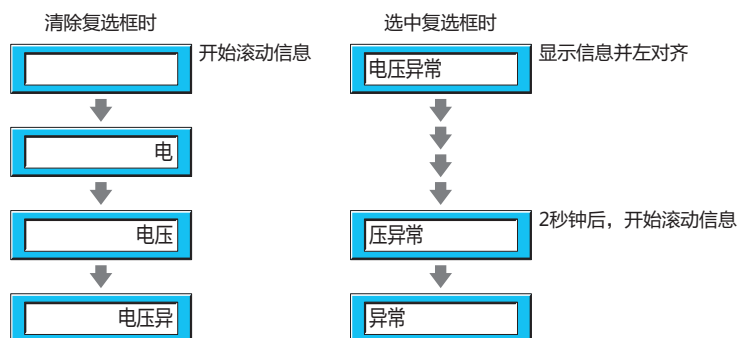 清除复选框时
开始滚动信息
电
电压
电压异
选中复选框时
电压异常
显示信息并左对齐
压异常
2秒钟后，开始滚动信息
异常